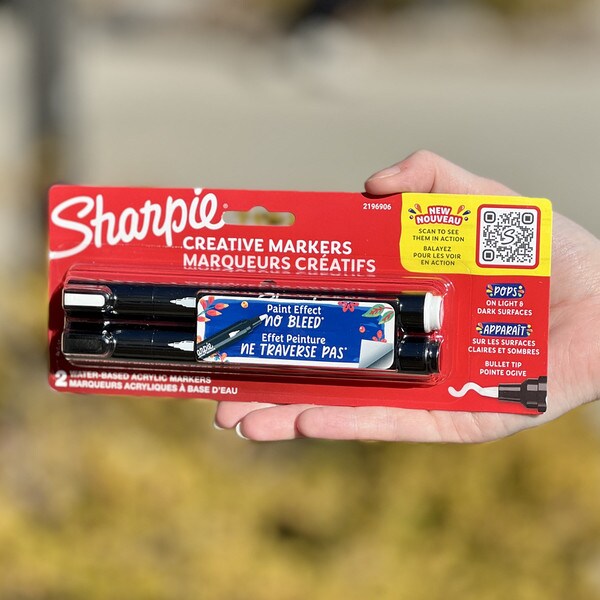 Sharpie
2196906
CREATIVE MARKERS
MARQUEURS CRÉATIFS
NEW
NOUVEAU
SCAN TO SEE
THEM IN ACTION
BALAYEZ
POUR LES VOIR
EN ACTION
Paint Effect
NO BLEED*
Effet Peinture
NE TRAVERSE PAS*
Sharpie
POPS
ON LIGHT &
DARK SURFACES
APPARAÎT
SUR LES SURFACES
CLAIRES ET SOMBRES
BULLET TIP
POINTE OGIVE
2 WATER-BASED ACRYLIC MARKERS
MARQUEURS ACRYLIQUES À BASE D'EAU